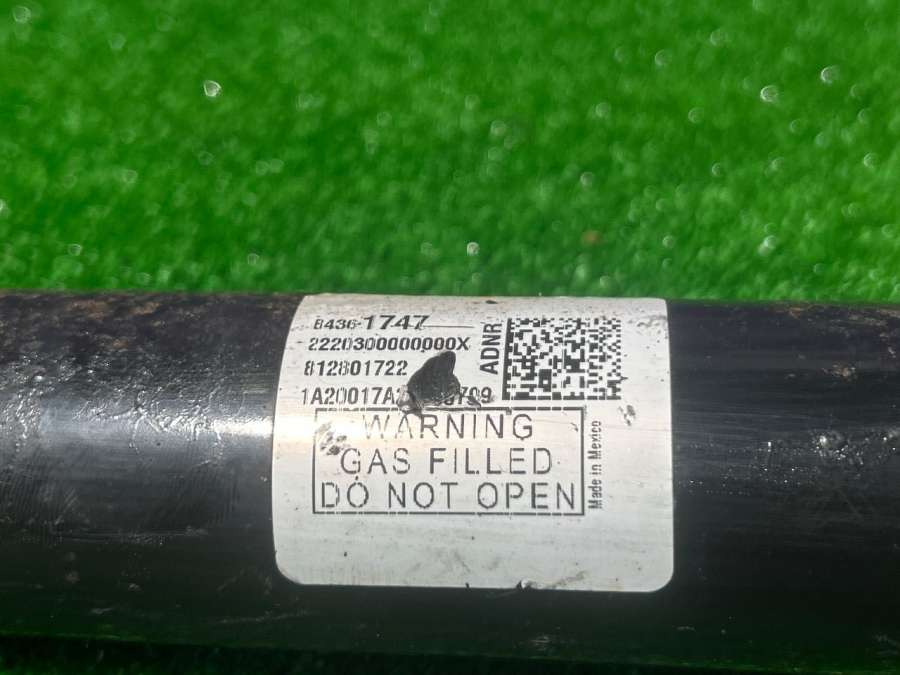 8436-1747
2220300000000X
812801722
ADNR
WARNING
GAS FILLED
DO NOT OPEN
Made in Mexico